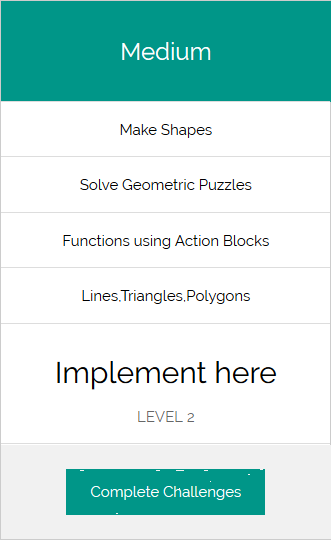 Medium
Make Shapes
Solve Geometric Puzzles
Functions using Action Blocks
Lines,Triangles,Polygons
Implement here
LEVEL 2
Complete Challenges